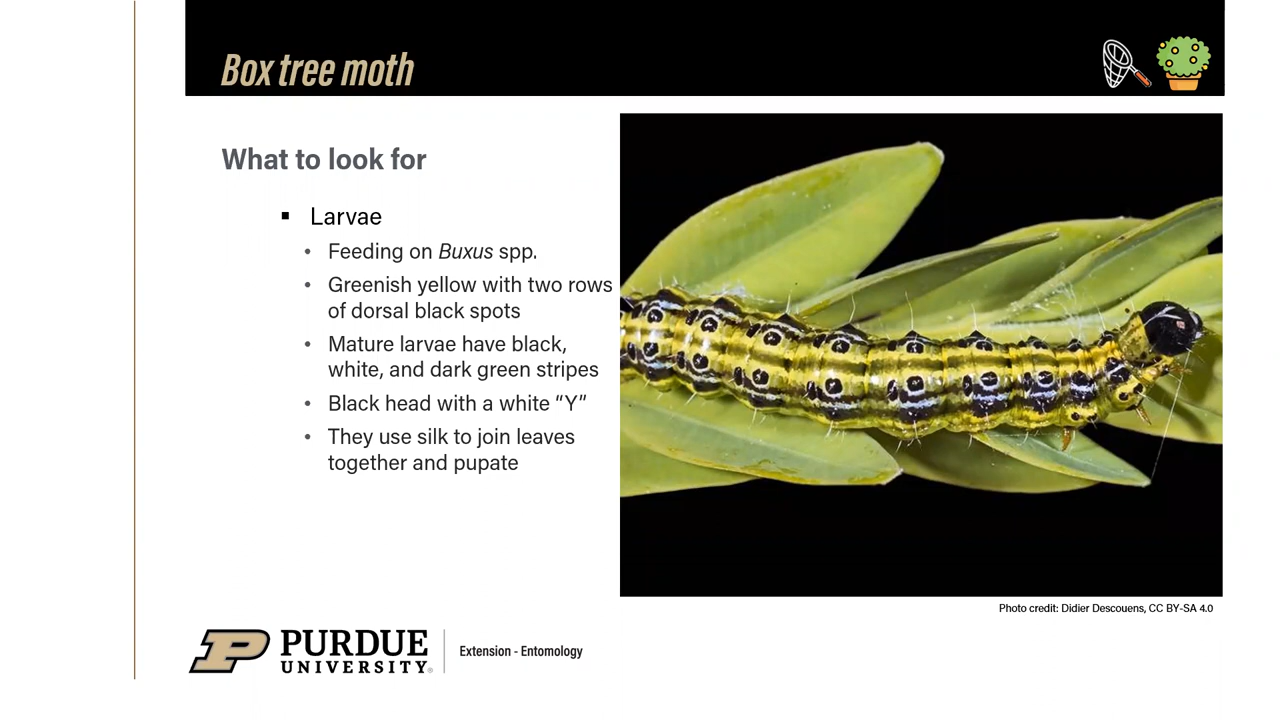 Box tree moth
What to look for
▪ Larvae
• Feeding on Buxus spp.
• Greenish yellow with two rows
of dorsal black spots
• Mature larvae have black,
white, and dark green stripes
• Black head with a white “Y”
• They use silk to join leaves
together and pupate
Photo credit: Didier Descouens, CC BY-SA 4.0
P PURDUE
UNIVERSITY®
Extension - Entomology